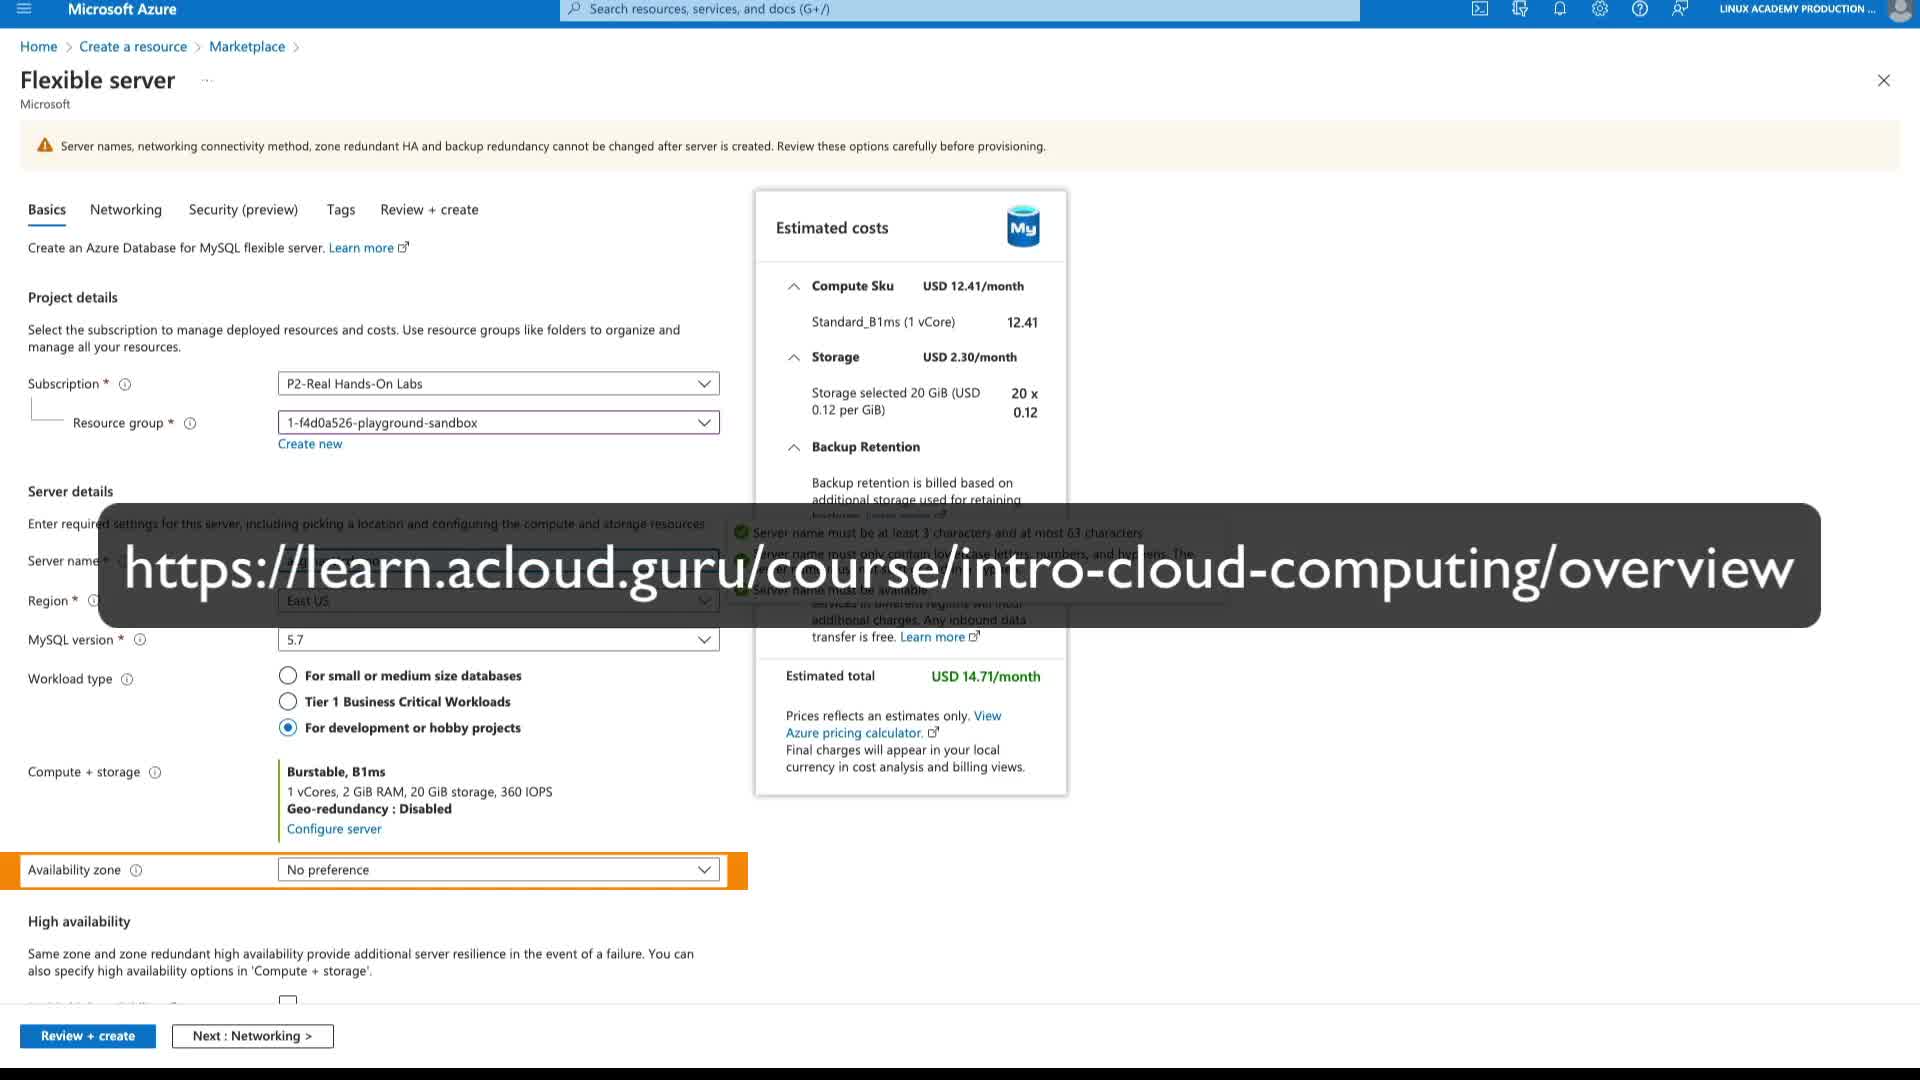 Microsoft Azure
Search resources, services, and docs (G+/)
LINUX ACADEMY PRODUCTION ...
Home > Create a resource > Marketplace >
Flexible server ...
Microsoft
Server names, networking connectivity method, zone redundant HA and backup redundancy cannot be changed after server is created. Review these options carefully before provisioning.
Basics Networking Security (preview) Tags Review + create
Create an Azure Database for MySQL flexible server. Learn more
Project details
Select the subscription to manage deployed resources and costs. Use resource groups like folders to organize and
manage all your resources.
Subscription *
P2-Real Hands-On Labs
Resource group *
1-f4d0a526-playground-sandbox
Create new
Server details
Enter required settings for this server, including picking a location and configuring the compute and storage resources
Server name *
Region *
East US
MySQL version *
5.7
Workload type
For small or medium size databases
Tier 1 Business Critical Workloads
For development or hobby projects
Compute + storage
Burstable, B1ms
1 vCores, 2 GiB RAM, 20 GiB storage, 360 IOPS
Geo-redundancy : Disabled
Configure server
Availability zone
No preference
High availability
Same zone and zone redundant high availability provide additional server resilience in the event of a failure. You can
also specify high availability options in 'Compute + storage'.
Review + create
Next : Networking >
Estimated costs
My
Compute Sku USD 12.41/month
Standard_B1ms (1 vCore) 12.41
Storage USD 2.30/month
Storage selected 20 GiB (USD 20 x
0.12 per GiB) 0.12
Backup Retention
Backup retention is billed based on
additional storage used for retaining
Server name must be at least 3 characters and at most 63 characters
Server name must only contain lowercase letters, numbers, and hyphens. The
Server name must be available
https://learn.acloud.guru/course/intro-cloud-computing/overview
services in different regions will incur
additional charges. Any inbound data
transfer is free. Learn more
Estimated total USD 14.71/month
Prices reflects an estimates only. View
Azure pricing calculator.
Final charges will appear in your local
currency in cost analysis and billing views.